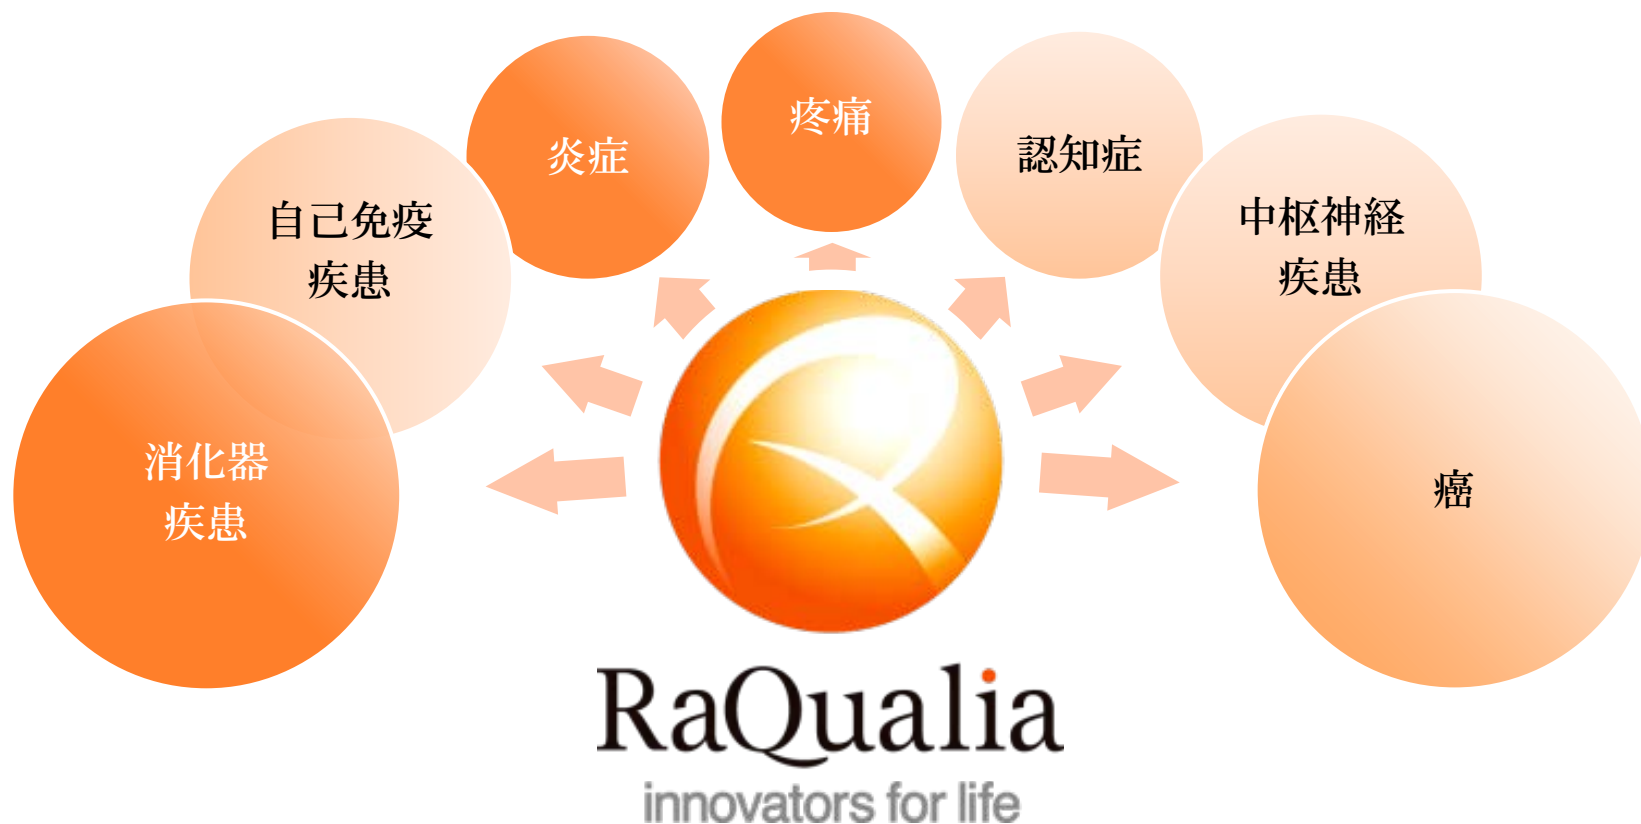 疼痛
炎症
認知症
自己免疫
疾患
中枢神経
疾患
消化器
疾患
癌
RaQualia
innovators for life